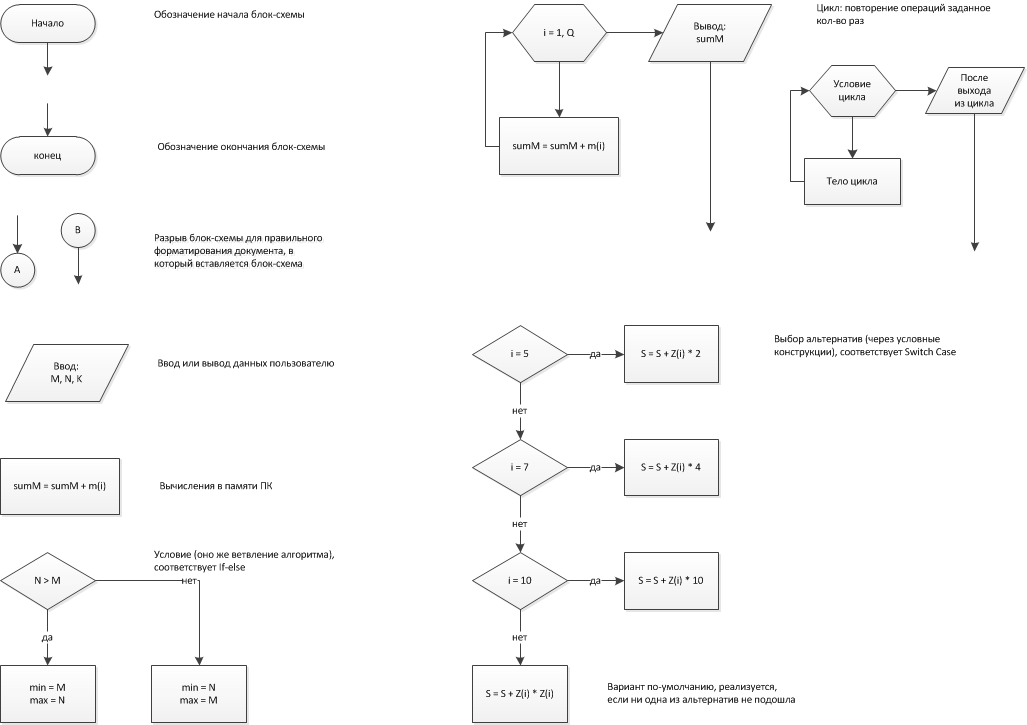 Начало
Обозначение начала блок-схемы
конец
Обозначение окончания блок-схемы
A
B
Разрыв блок-схемы для правильного
форматирования документа, в
который вставляется блок-схема
Ввод:
M, N, K
Ввод или вывод данных пользователю
sumM = sumM + m(i)
Вычисления в памяти ПК
Условие (оно же ветвление алгоритма),
соответствует If-else
N > M
нет
да
min = M
max = N
min = N
max = M
i = 1, Q
Вывод:
sumM
sumM = sumM + m(i)
Цикл: повторение операций заданное
кол-во раз
Условие
цикла
После
выхода
из цикла
Тело цикла
i = 5
да
S = S + Z(i) * 2
Выбор альтернатив (через условные
конструкции), соответствует Switch Case
нет
i = 7
да
S = S + Z(i) * 4
нет
i = 10
да
S = S + Z(i) * 10
нет
S = S + Z(i) * Z(i)
Вариант по-умолчанию, реализуется,
если ни одна из альтернатив не подошла